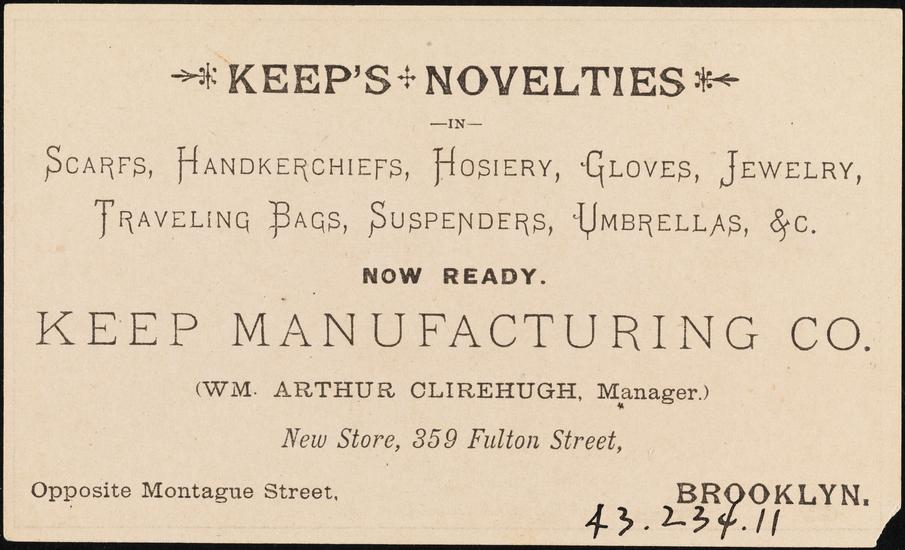 KEEP'S NOVELTIES
—IN—
SCARFS, HANDKERCHIEFS, HOSIERY, GLOVES, JEWELRY,
TRAVELING BAGS, SUSPENDERS, UMBRELLAS, &C.
NOW READY.
KEEP MANUFACTURING CO.
(WM. ARTHUR CLIREHUGH, Manager.)
New Store, 359 Fulton Street,
Opposite Montague Street, BROOKLYN.
43.234.11